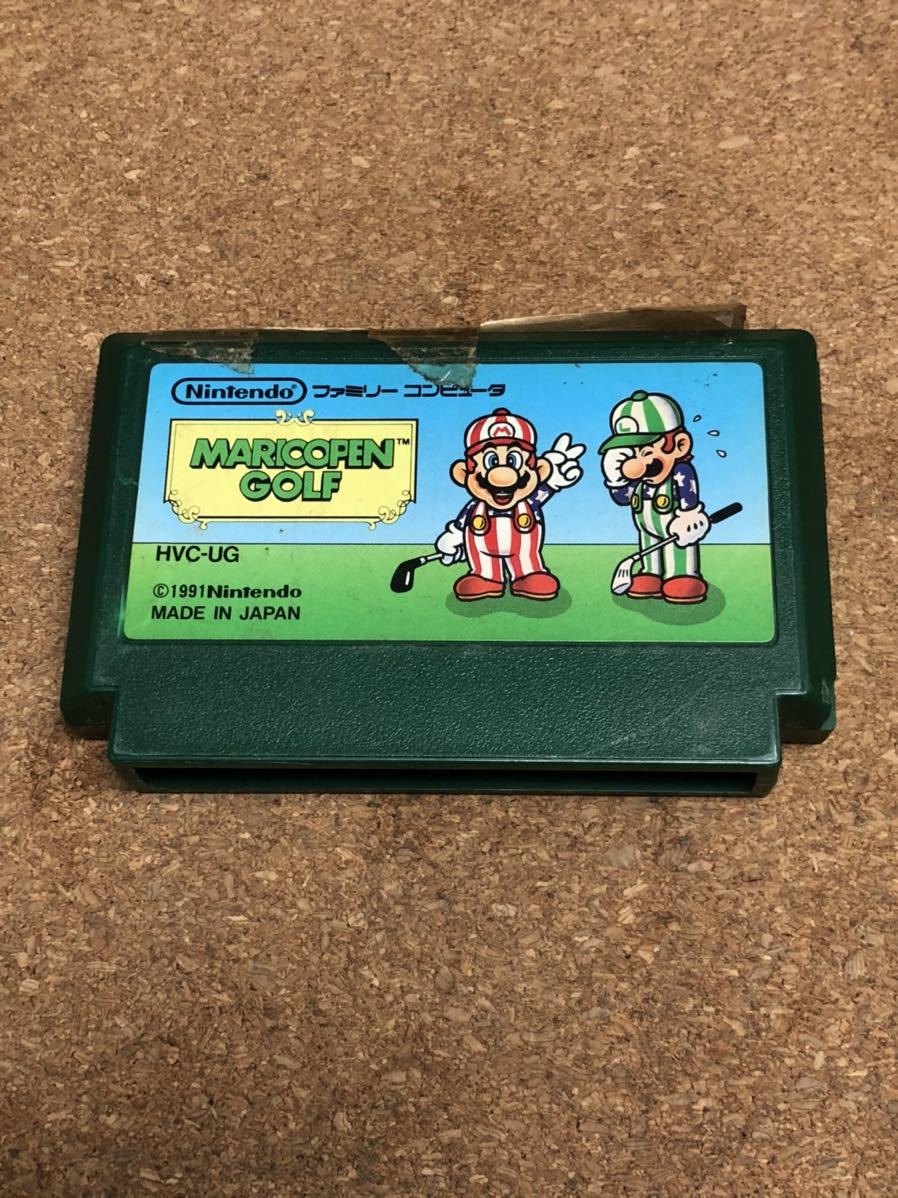 Nintendo® ファミリー コンピュータ
MARIOOPEN™
GOLF
HVC-UG
©1991Nintendo
MADE IN JAPAN
M
L